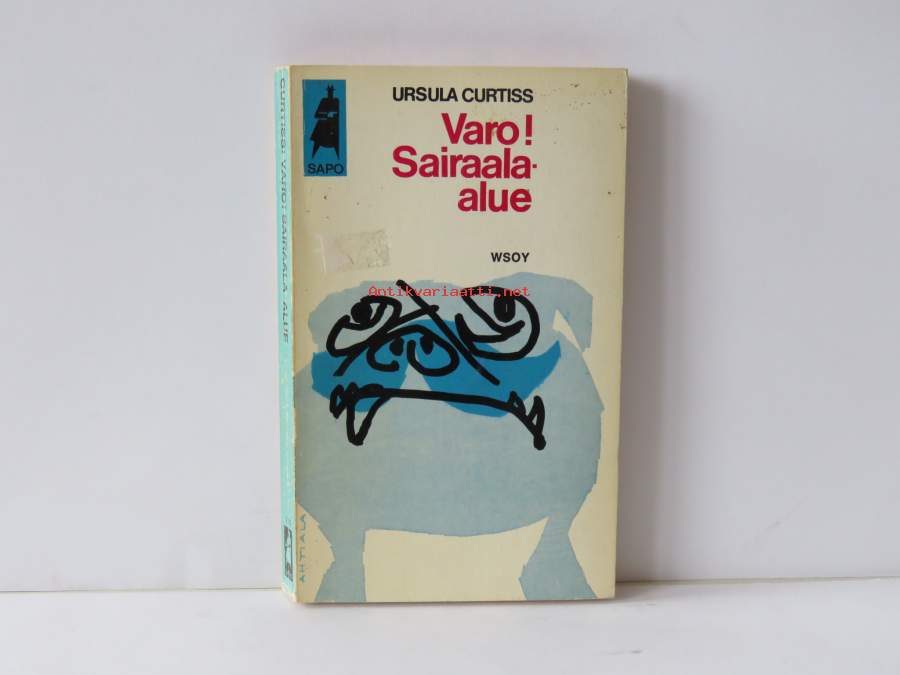 URSULA CURTISS
Varo!
Sairaala-
alue
SAPO
WSOY
Antikvariaatti.net
CURTISS: VARO! SAIRAALA-ALUE
AHTIALA